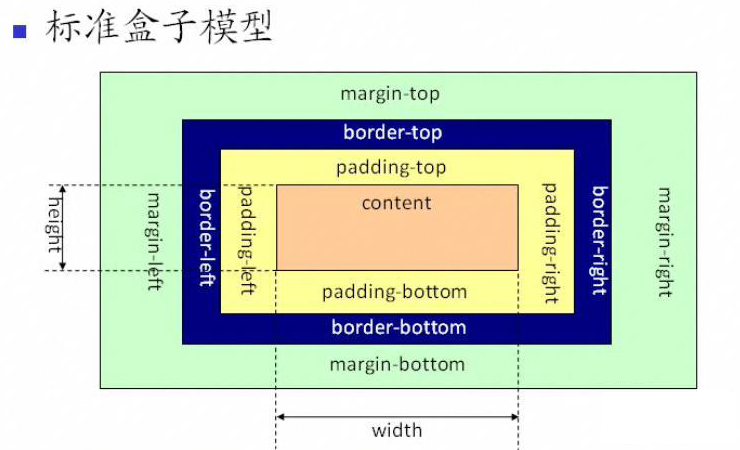 标准盒子模型
margin-top
border-top
padding-top
content
height
margin-left
border-left
padding-left
padding-right
border-right
margin-right
padding-bottom
border-bottom
margin-bottom
width